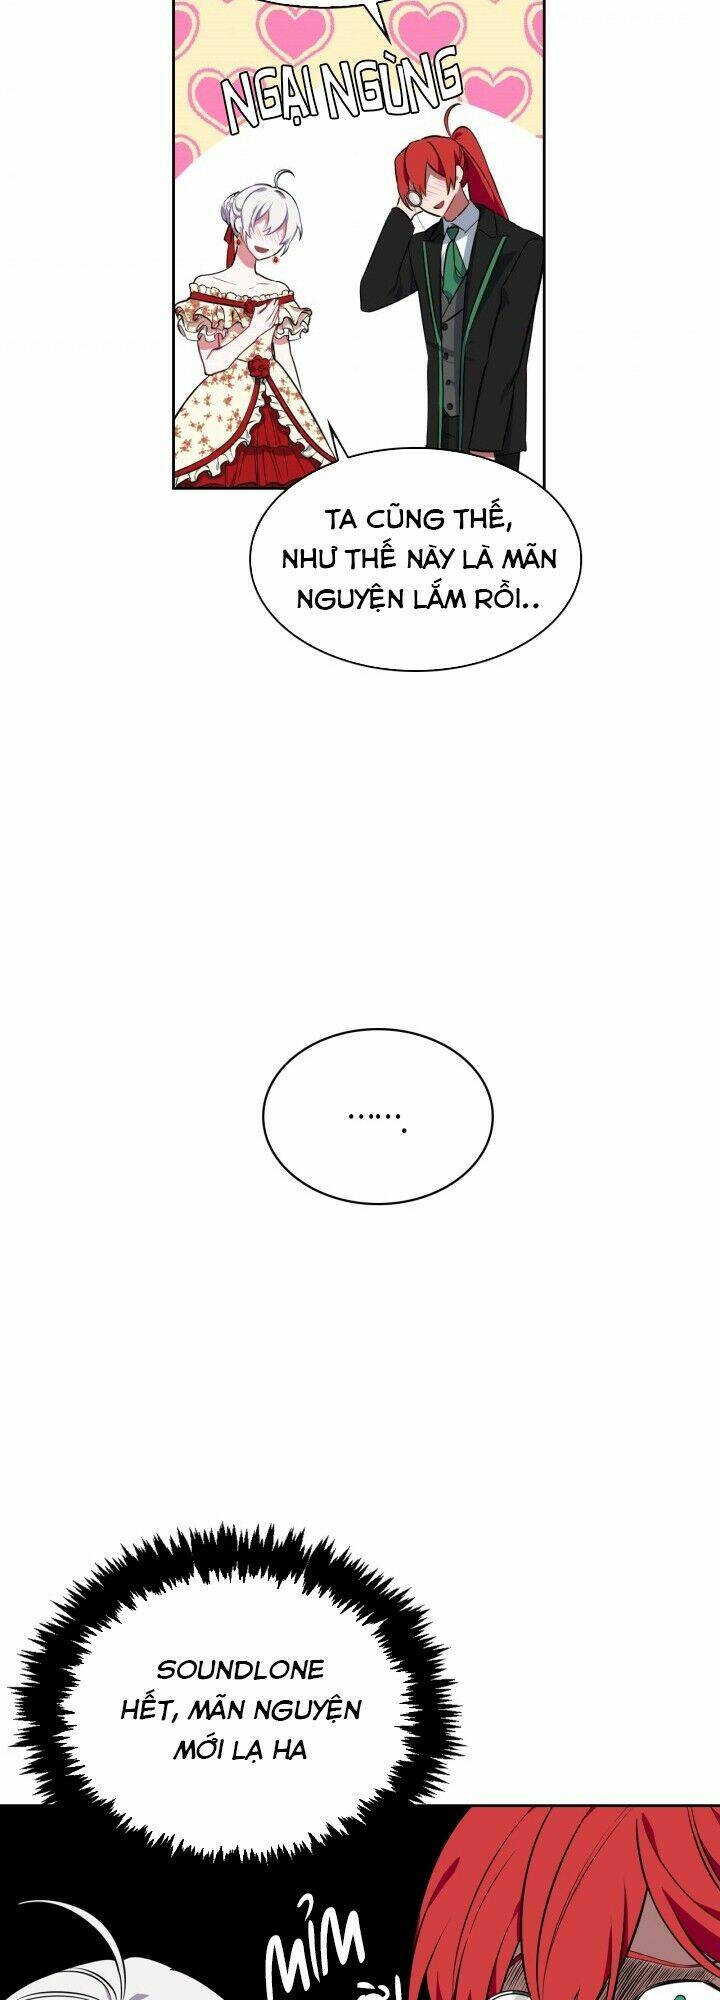 NGẠI NGÙNG
TA CŨNG THẾ,
NHƯ THẾ NÀY LÀ MÃN
NGUYỆN LẮM RỒI..
.......
SOUNDLONE
HẾT, MÃN NGUYỆN
MỚI LẠ HA
MỈM